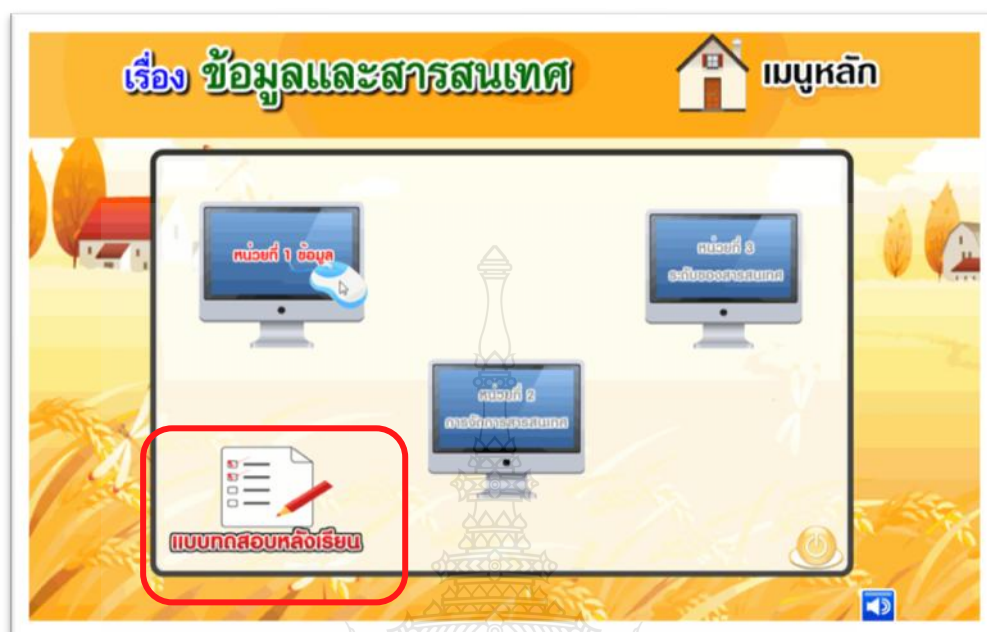 เรื่อง ข้อมูลและสารสนเทศ
เมนูหลัก
หน่วยที่ 1 ข้อมูล
หน่วยที่ 3
ระดับของสารสนเทศ
หน่วยที่ 2
การจัดการสารสนเทศ
แบบทดสอบหลังเรียน